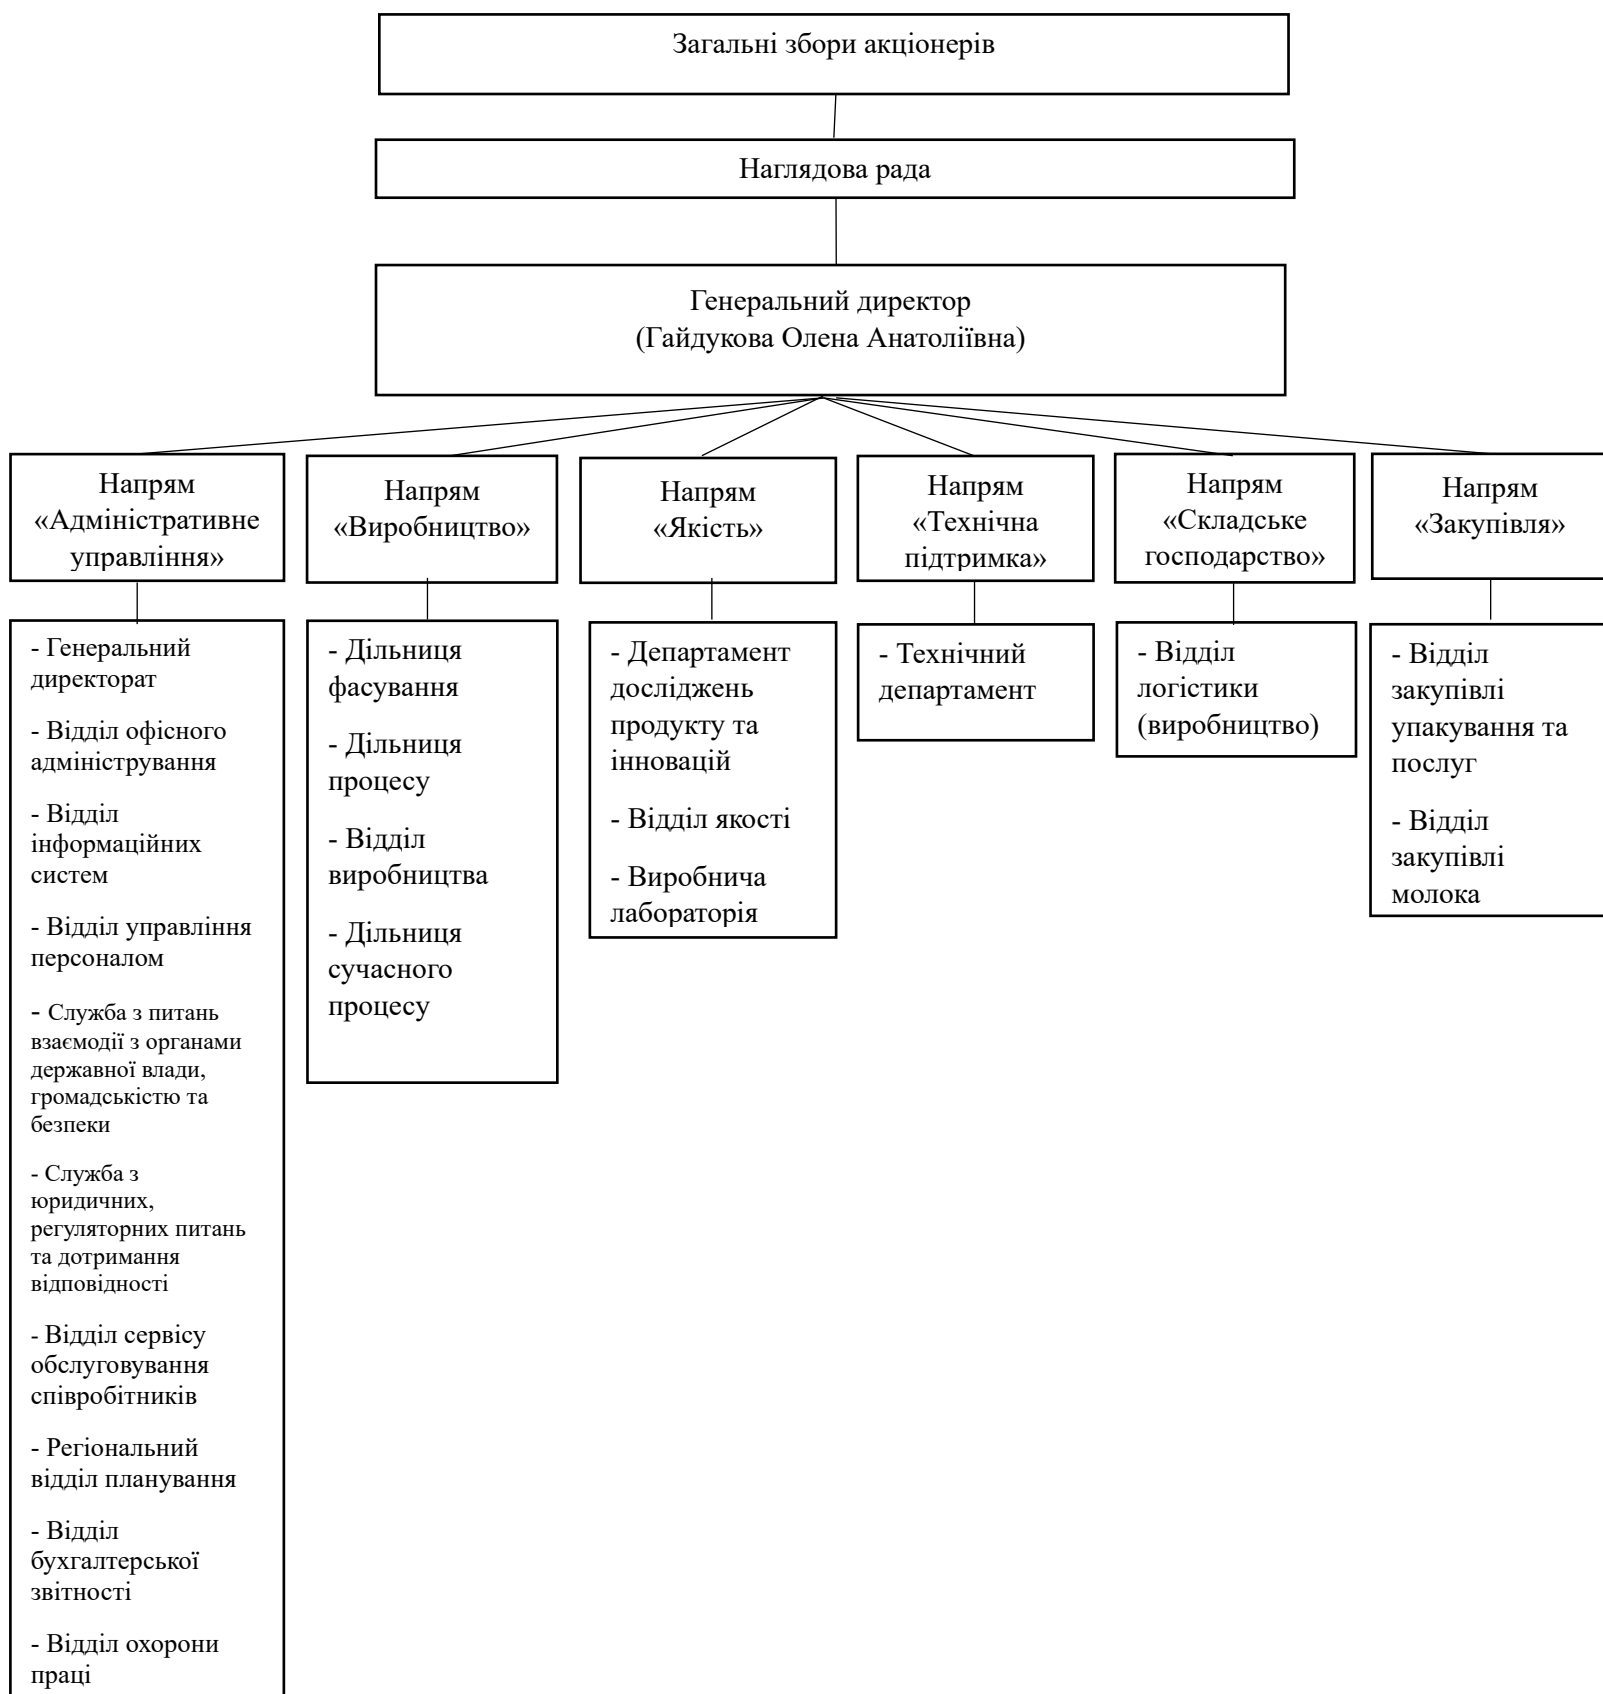 Загальні збори акціонерів
Наглядова рада
Генеральний директор
(Гайдукова Олена Анатоліївна)
Напрям
«Адміністративне
управління»
Напрям
«Виробництво»
Напрям
«Якість»
Напрям
«Технічна
підтримка»
Напрям
«Складське
господарство»
Напрям
«Закупівля»
- Генеральний
директорат
- Відділ офісного
адміністрування
- Відділ
інформаційних
систем
- Відділ управління
персоналом
- Служба з питань
взаємодії з органами
державної влади,
громадськістю та
безпеки
- Служба з
юридичних,
регуляторних питань
та дотримання
відповідності
- Відділ сервісу
обслуговування
співробітників
- Регіональний
відділ планування
- Відділ
бухгалтерської
звітності
- Відділ охорони
праці
- Дільниця
фасування
- Дільниця
процесу
- Відділ
виробництва
- Дільниця
сучасного
процесу
- Департамент
досліджень
продукту та
інновацій
- Відділ якості
- Виробнича
лабораторія
- Технічний
департамент
- Відділ
логістики
(виробництво)
- Відділ
закупівлі
упакування та
послуг
- Відділ
закупівлі
молока